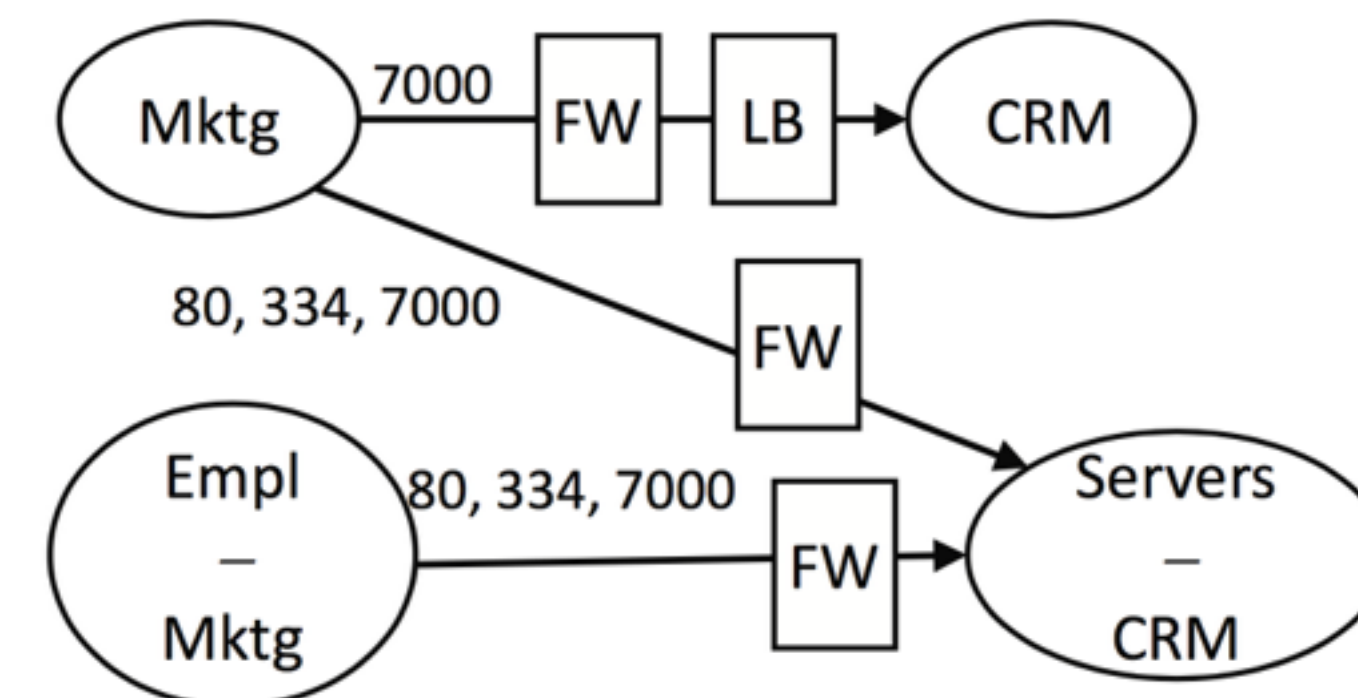 Mktg
7000
FW
LB
CRM
80, 334, 7000
FW
Empl
–
Mktg
80, 334, 7000
FW
Servers
–
CRM